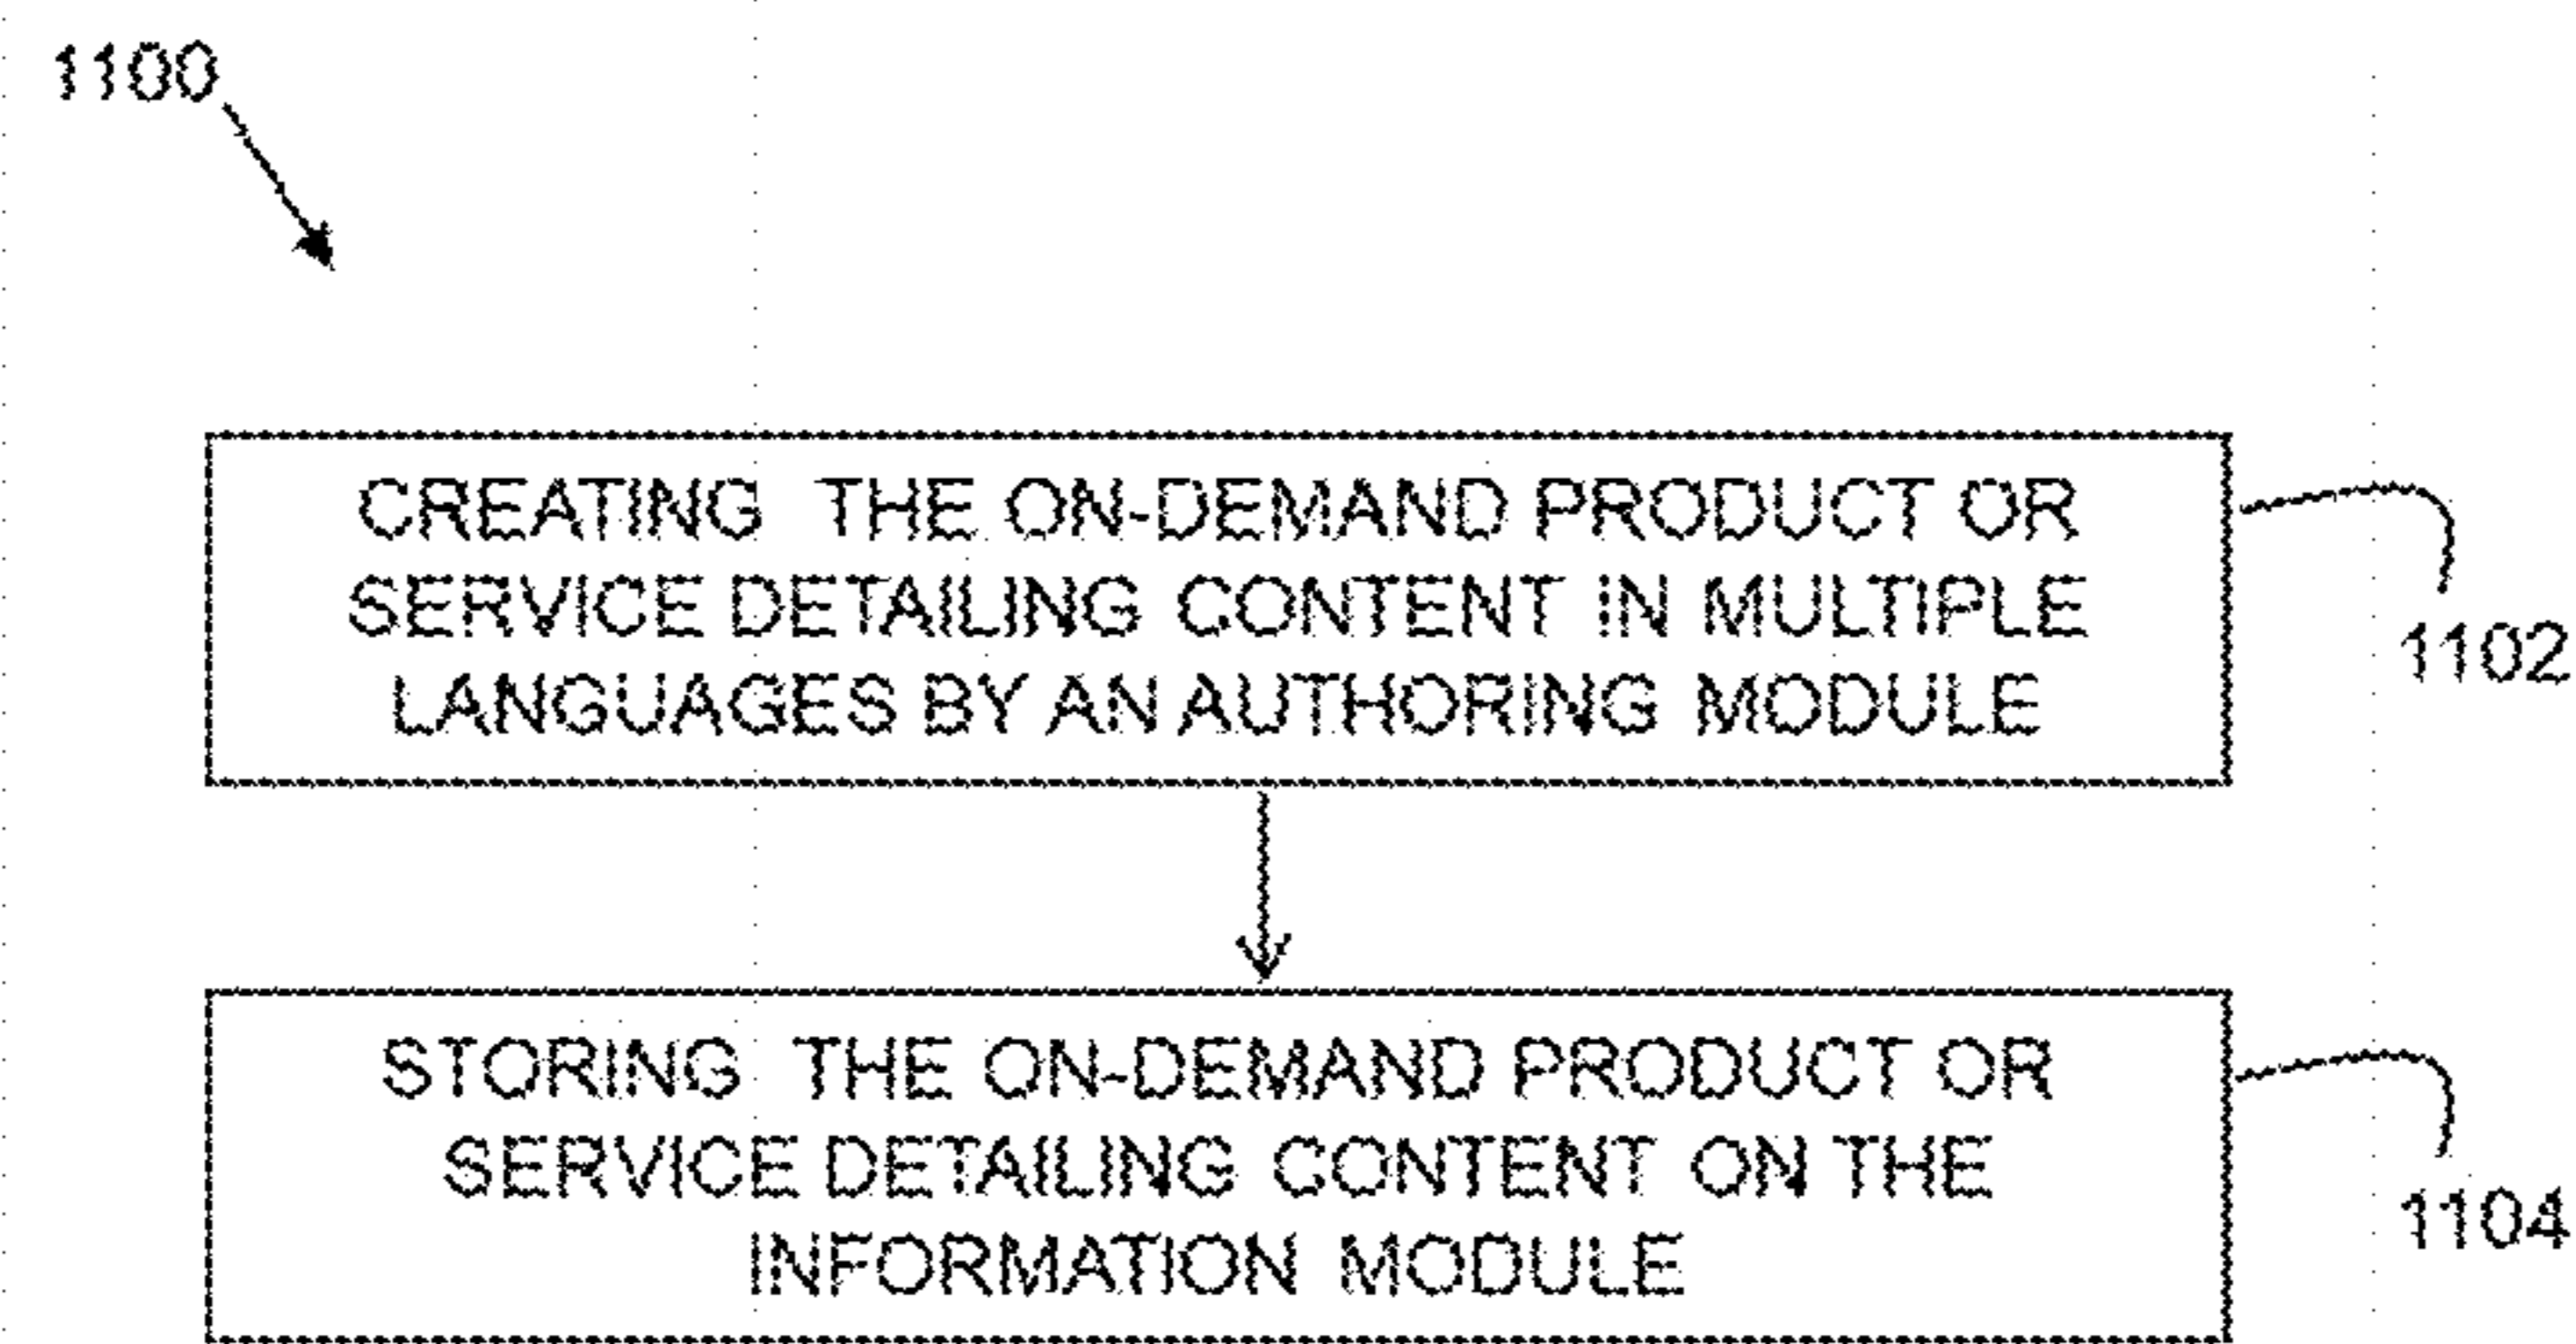 1100
CREATING THE ON-DEMAND PRODUCT OR
SERVICE DETAILING CONTENT IN MULTIPLE
LANGUAGES BY AN AUTHORING MODULE
1102
STORING THE ON-DEMAND PRODUCT OR
SERVICE DETAILING CONTENT ON THE
INFORMATION MODULE
1104